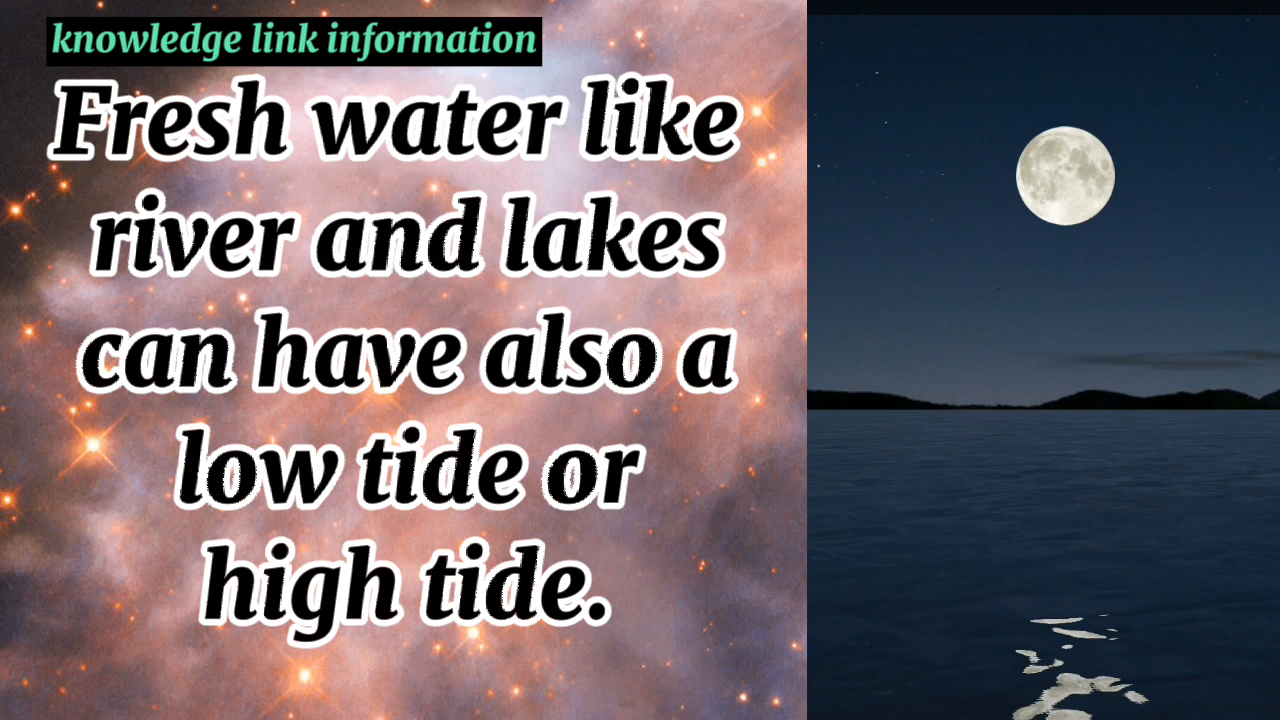 knowledge link information
Fresh water like
river and lakes
can have also a
low tide or
high tide.